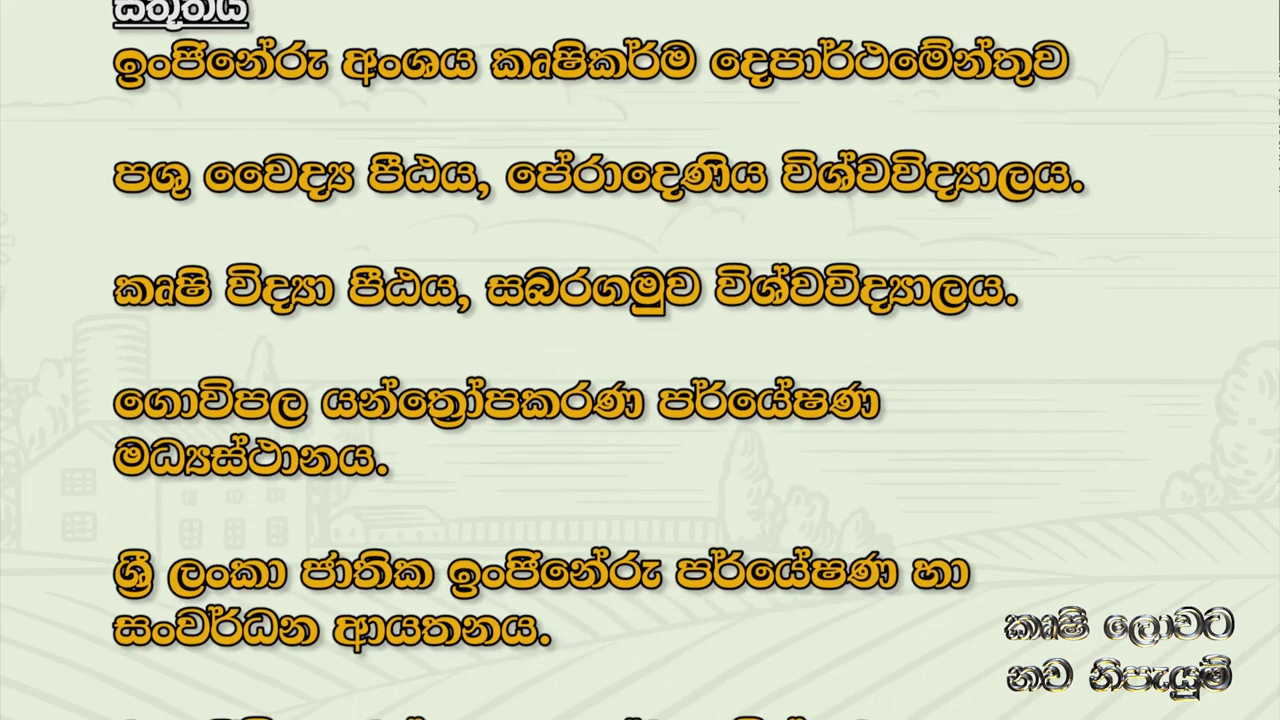 ස්තූතිය
ඉංජිනේරු අංශය කෘෂිකර්ම දෙපාර්ථමේන්තුව
පශු වෛද්‍ය පීඨය, පේරාදෙණිය විශ්වවිද්‍යාලය.
කෘෂි විද්‍යා පීඨය, සබරගමුව විශ්වවිද්‍යාලය.
ගොවිපල යන්ත්‍රෝපකරණ පර්යේෂණ
මධ්‍යස්ථානය.
ශ්‍රී ලංකා ජාතික ඉංජිනේරු පර්යේෂණ හා
සංවර්ධන ආයතනය.
කෘෂි ලොවට
නව නිපැයුම්